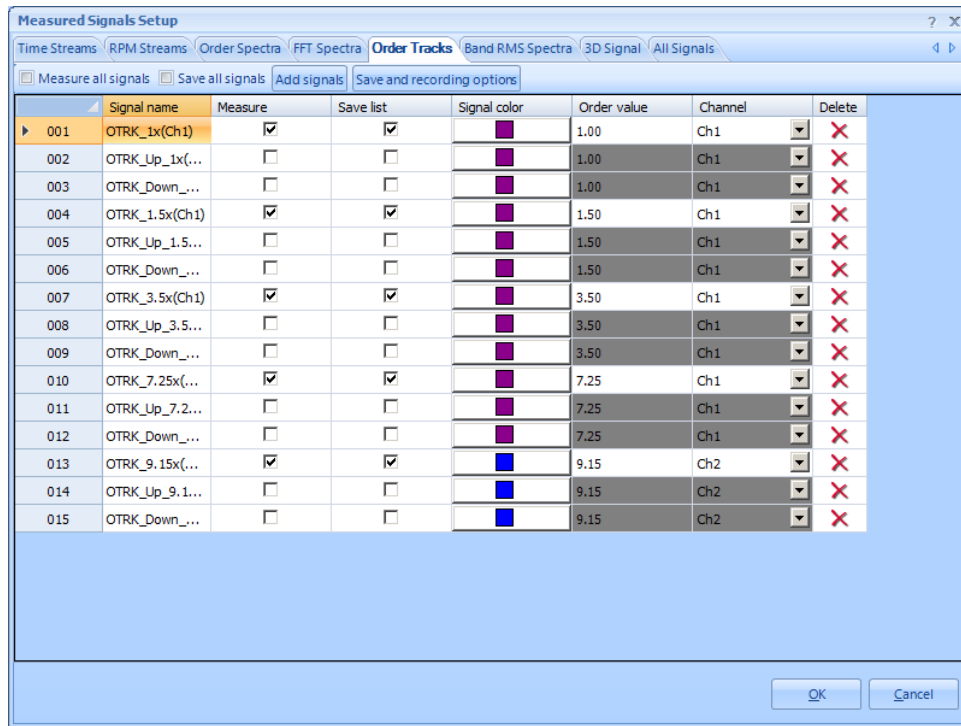 Measured Signals Setup
Time Streams RPM Streams Order Spectra FFT Spectra Order Tracks Band RMS Spectra 3D Signal All Signals
Measure all signals Save all signals Add signals Save and recording options
Signal name Measure Save list Signal color Order value Channel Delete
001 OTRK_1x(Ch1) 1.00 Ch1
002 OTRK_Up_1x(... 1.00 Ch1
003 OTRK_Down_... 1.00 Ch1
004 OTRK_1.5x(Ch1) 1.50 Ch1
005 OTRK_Up_1.5... 1.50 Ch1
006 OTRK_Down_... 1.50 Ch1
007 OTRK_3.5x(Ch1) 3.50 Ch1
008 OTRK_Up_3.5... 3.50 Ch1
009 OTRK_Down_... 3.50 Ch1
010 OTRK_7.25x(... 7.25 Ch1
011 OTRK_Up_7.2... 7.25 Ch1
012 OTRK_Down_... 7.25 Ch1
013 OTRK_9.15x(... 9.15 Ch2
014 OTRK_Up_9.1... 9.15 Ch2
015 OTRK_Down_... 9.15 Ch2
OK Cancel